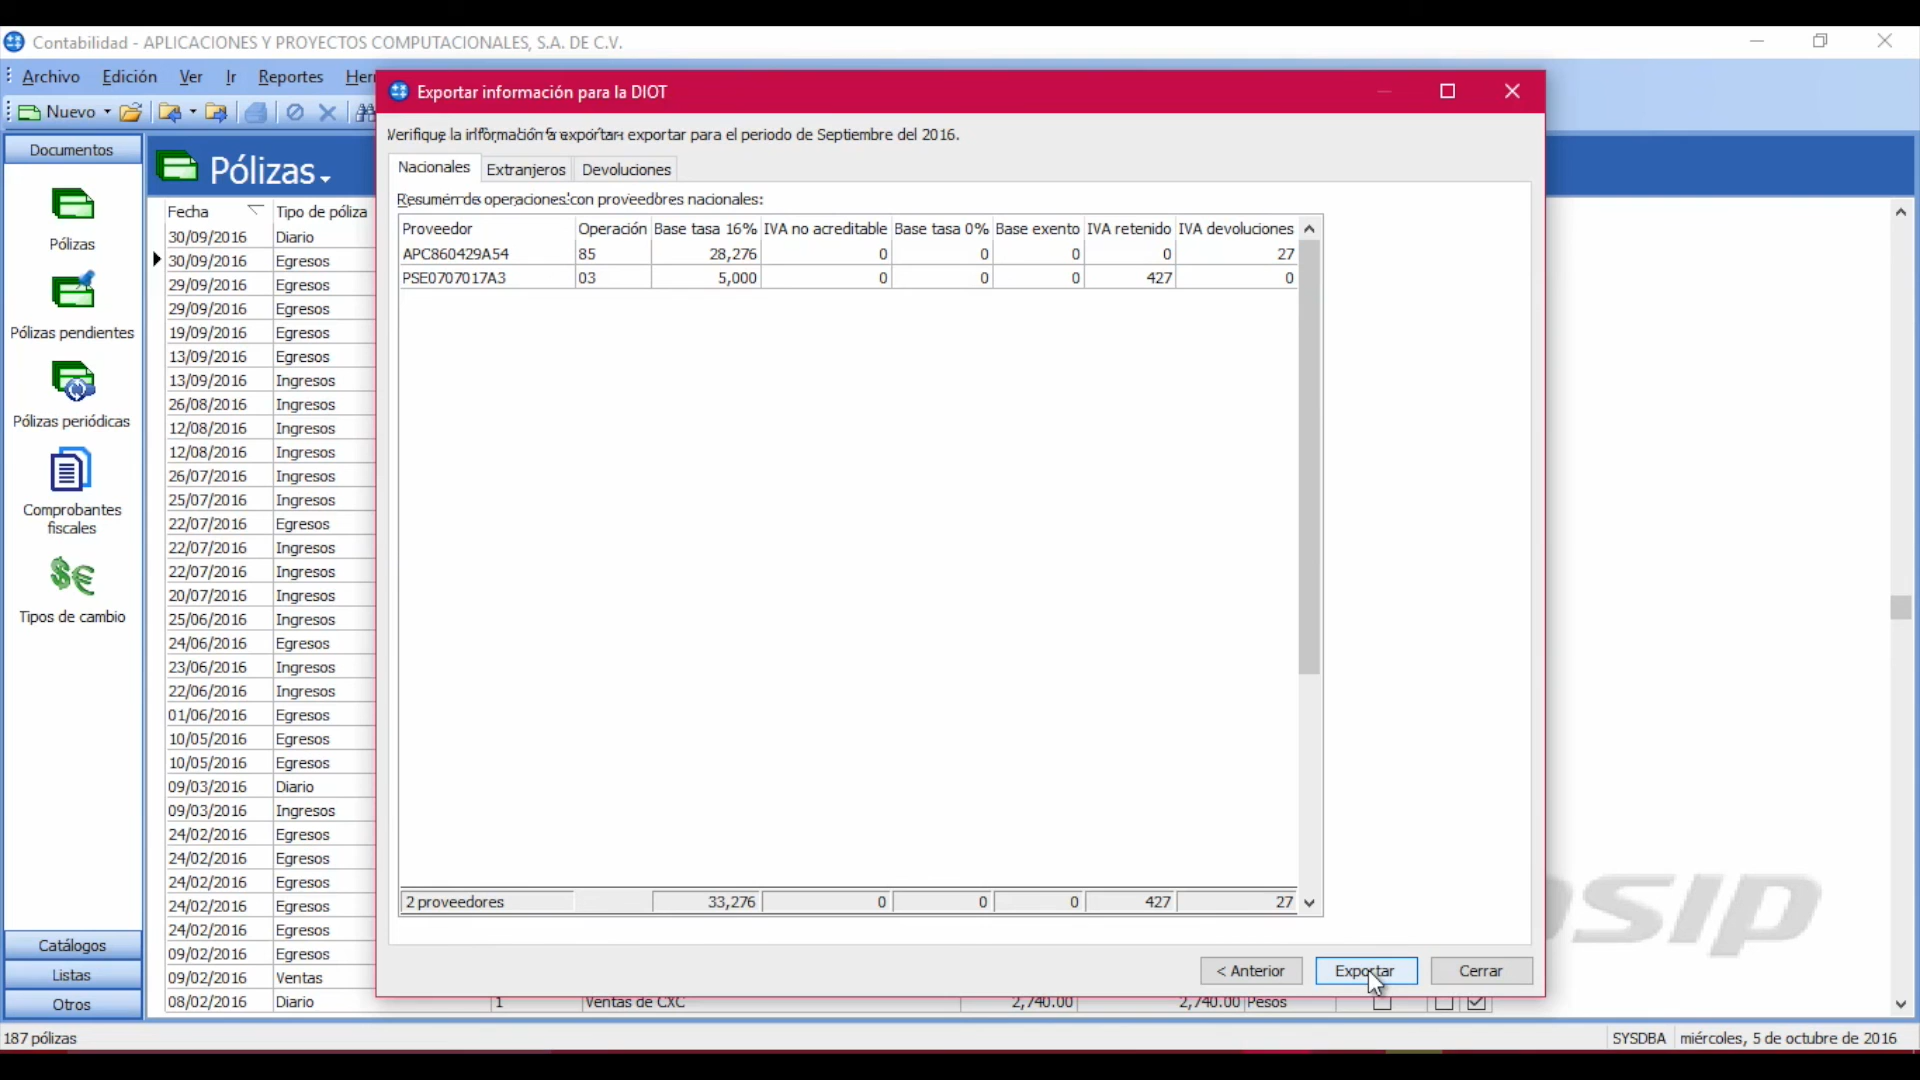 Contabilidad - APLICACIONES Y PROYECTOS COMPUTACIONALES, S.A. DE C.V.
Archivo Edición Ver Ir Reportes Her
Nuevo
Exportar información para la DIOT
Verifique la información a exportar para el periodo de Septiembre del 2016.
Nacionales Extranjeros Devoluciones
Resumen de operaciones con proveedores nacionales:
Proveedor Operación Base tasa 16% IVA no acreditable Base tasa 0% Base exento IVA retenido IVA devoluciones
APC860429A54 85 28,276 0 0 0 0 27
PSE0707017A3 03 5,000 0 0 0 427 0
2 proveedores 33,276 0 0 0 427 27
< Anterior Exportar Cerrar
Documentos
Pólizas
Pólizas pendientes
Pólizas periódicas
Comprobantes
fiscales
Tipos de cambio
Catálogos
Listas
Otros
Pólizas
Fecha Tipo de póliza
30/09/2016 Diario
30/09/2016 Egresos
29/09/2016 Egresos
29/09/2016 Egresos
19/09/2016 Egresos
13/09/2016 Egresos
13/09/2016 Ingresos
26/08/2016 Ingresos
12/08/2016 Ingresos
12/08/2016 Ingresos
26/07/2016 Ingresos
25/07/2016 Ingresos
22/07/2016 Egresos
22/07/2016 Ingresos
22/07/2016 Ingresos
20/07/2016 Ingresos
25/06/2016 Ingresos
24/06/2016 Egresos
23/06/2016 Ingresos
22/06/2016 Ingresos
01/06/2016 Egresos
10/05/2016 Egresos
10/05/2016 Egresos
09/03/2016 Diario
09/03/2016 Ingresos
24/02/2016 Egresos
24/02/2016 Egresos
24/02/2016 Egresos
24/02/2016 Egresos
24/02/2016 Egresos
09/02/2016 Egresos
09/02/2016 Ventas
08/02/2016 Diario 1 Ventas de CXC 2,740.00 2,740.00 Pesos
osip
187 pólizas SYSDBA miércoles, 5 de octubre de 2016